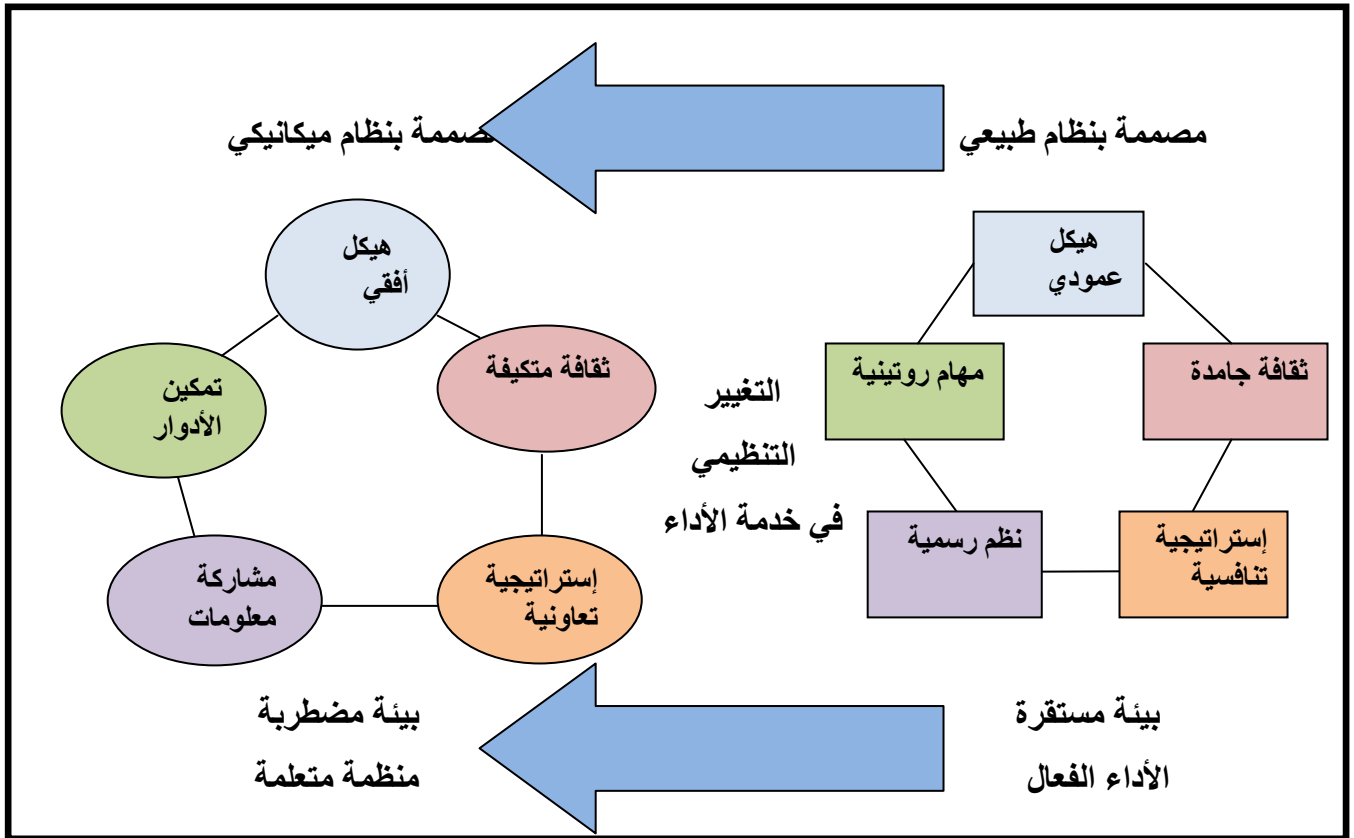 مصممة بنظام طبيعي
مصممة بنظام ميكانيكي
هيكل
عمودي
مهام روتينية
ثقافة جامدة
نظم رسمية
إستراتيجية
تنافسية
التغيير
التنظيمي
في خدمة الأداء
هيكل
أفقي
ثقافة متكيفة
تمكين
الأدوار
إستراتيجية
تعاونية
مشاركة
معلومات
بيئة مستقرة
الأداء الفعال
بيئة مضطربة
منظمة متعلمة